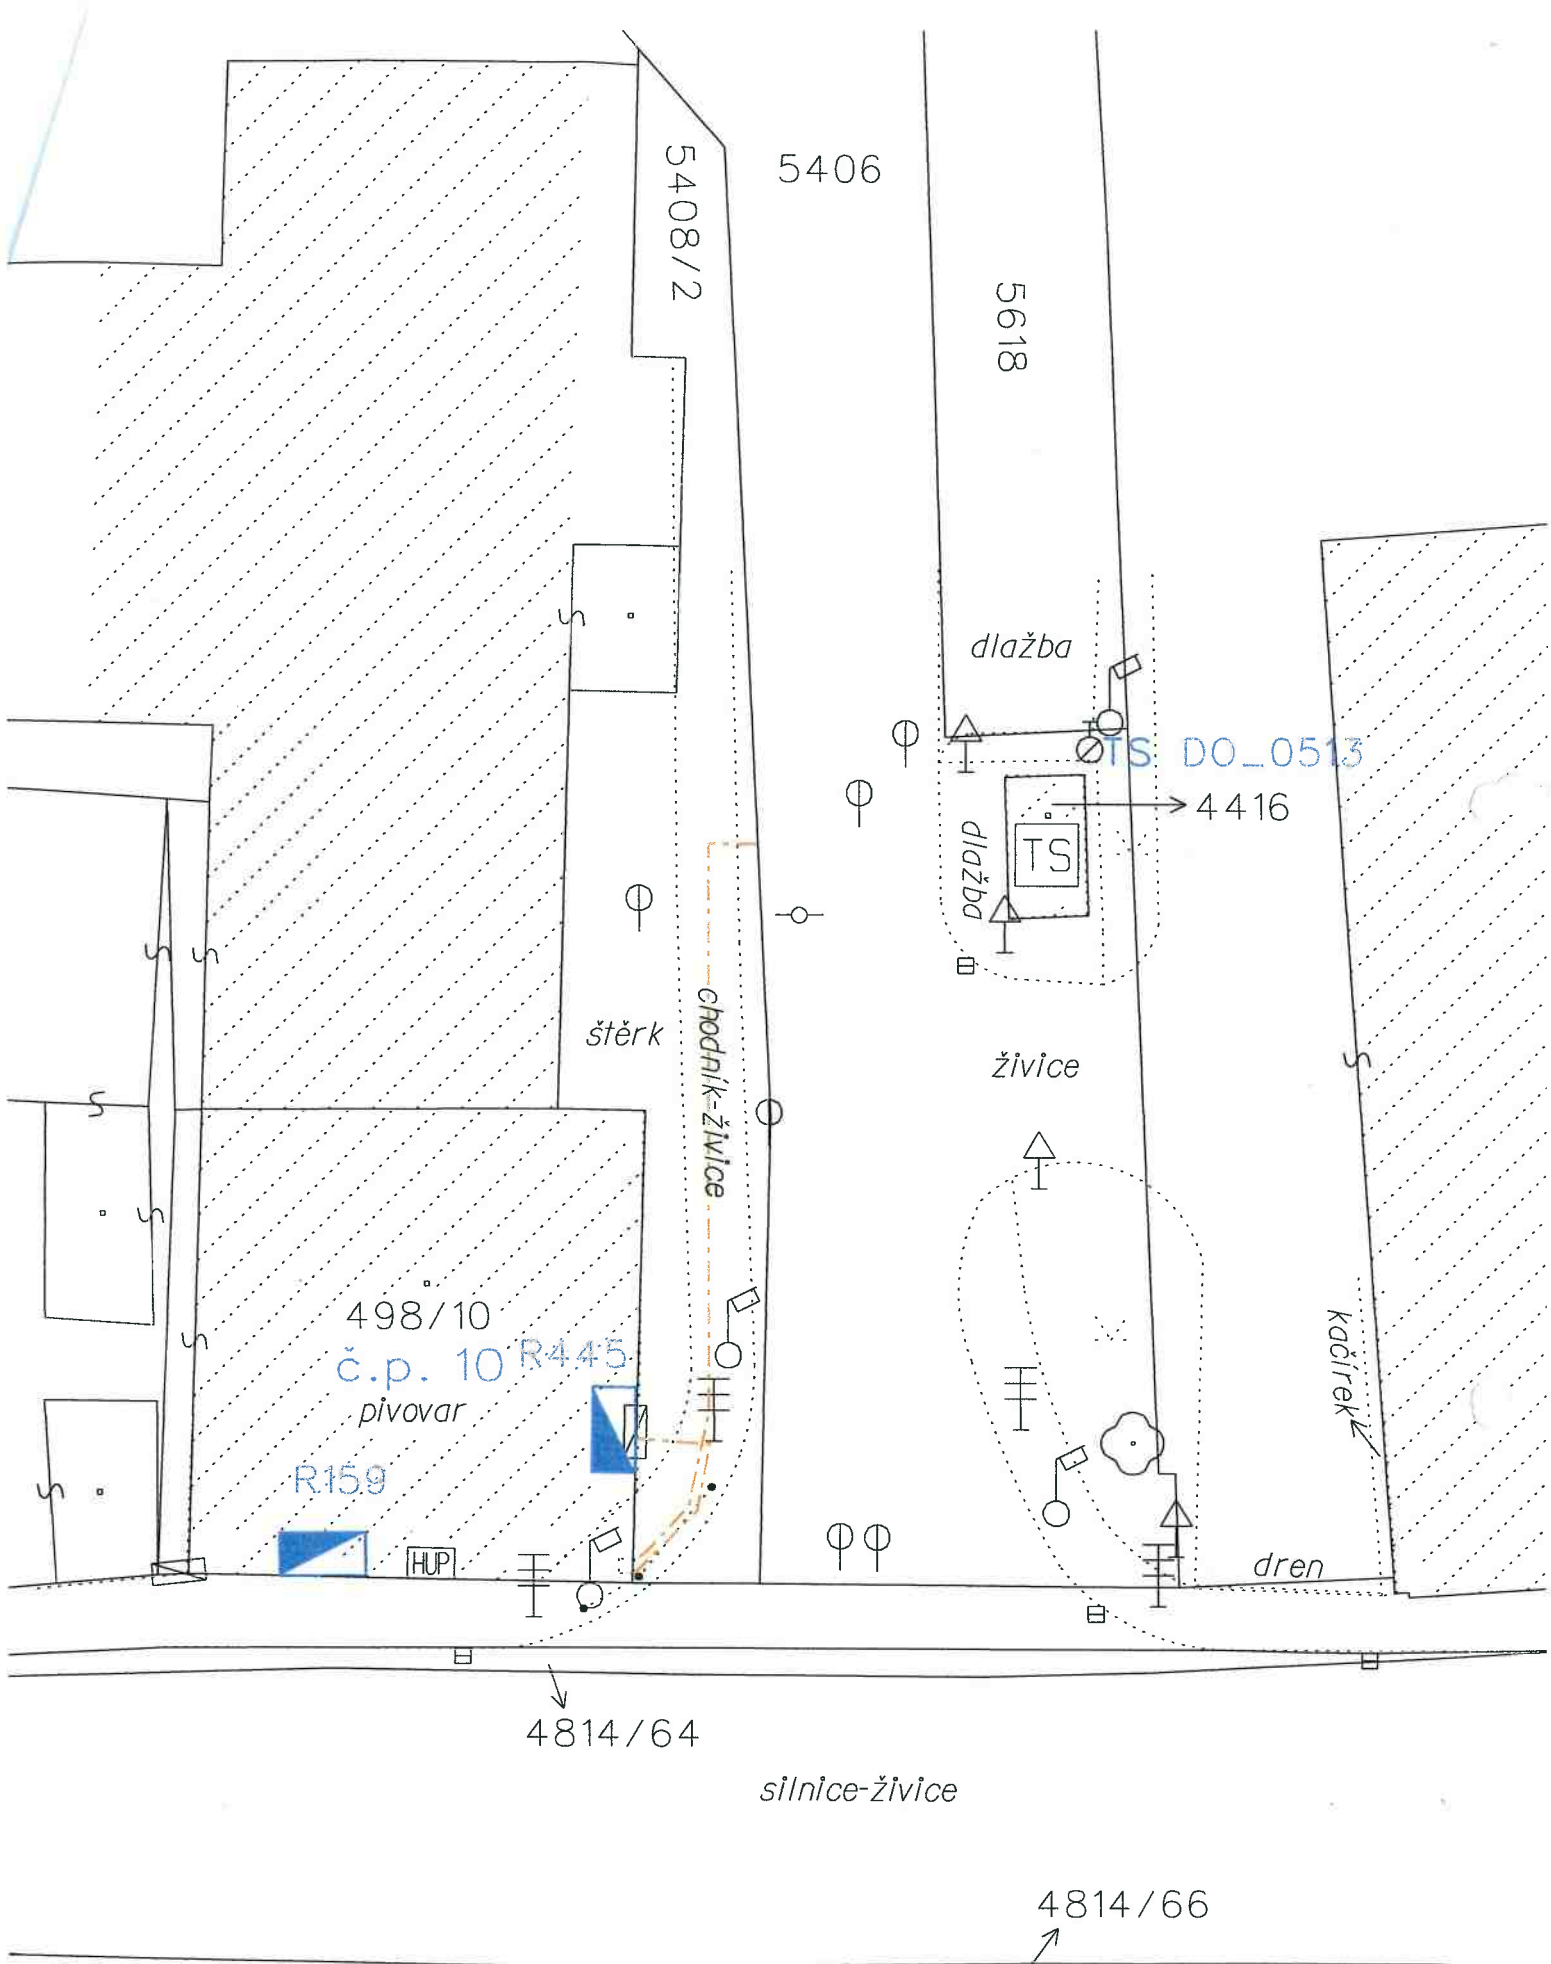 5406
5408/2
5618
dlažba
TS DO_0513
4416
TS
dlažba
štěrk
chodník-živice
živice
498/10
č.p. 10
R445
pivovar
R159
HUP
kačírek
dren
4814/64
silnice-živice
4814/66